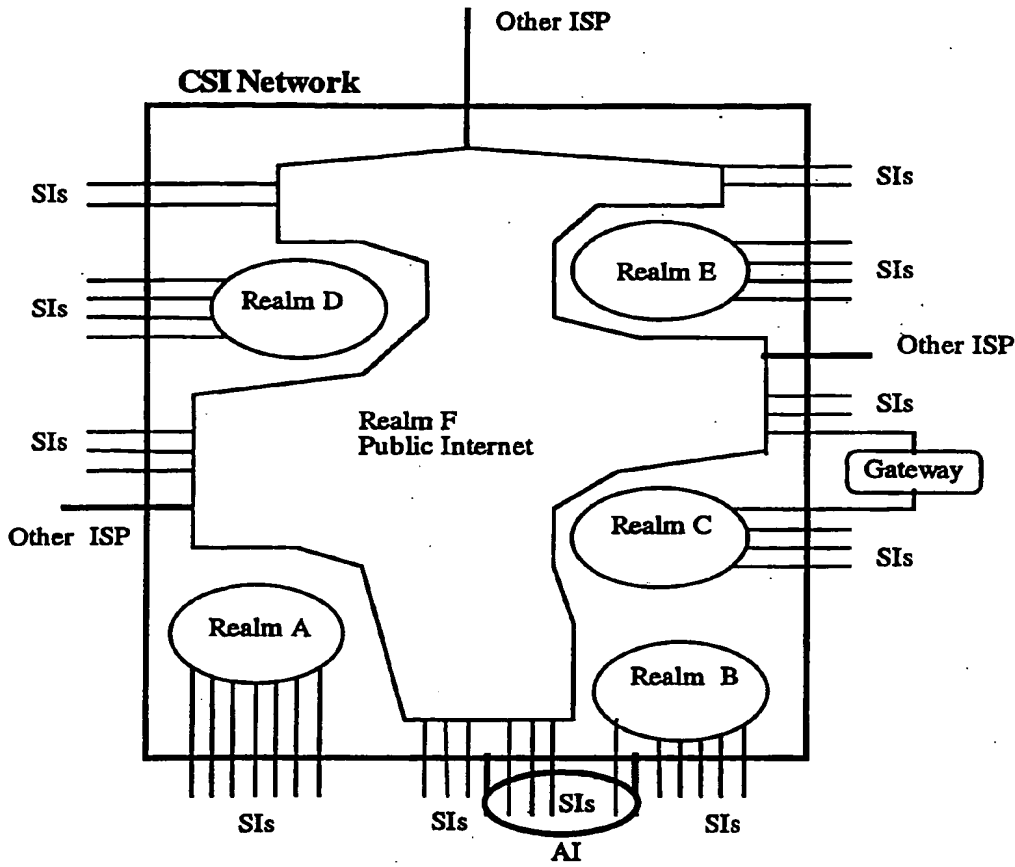 Other ISP
CSI Network
SIs
SIs
Realm E
SIs
Realm D
SIs
Other ISP
SIs
Realm F
Public Internet
SIs
Gateway
Realm C
Other ISP
SIs
Realm A
Realm B
SIs
SIs
SIs
SIs
AI